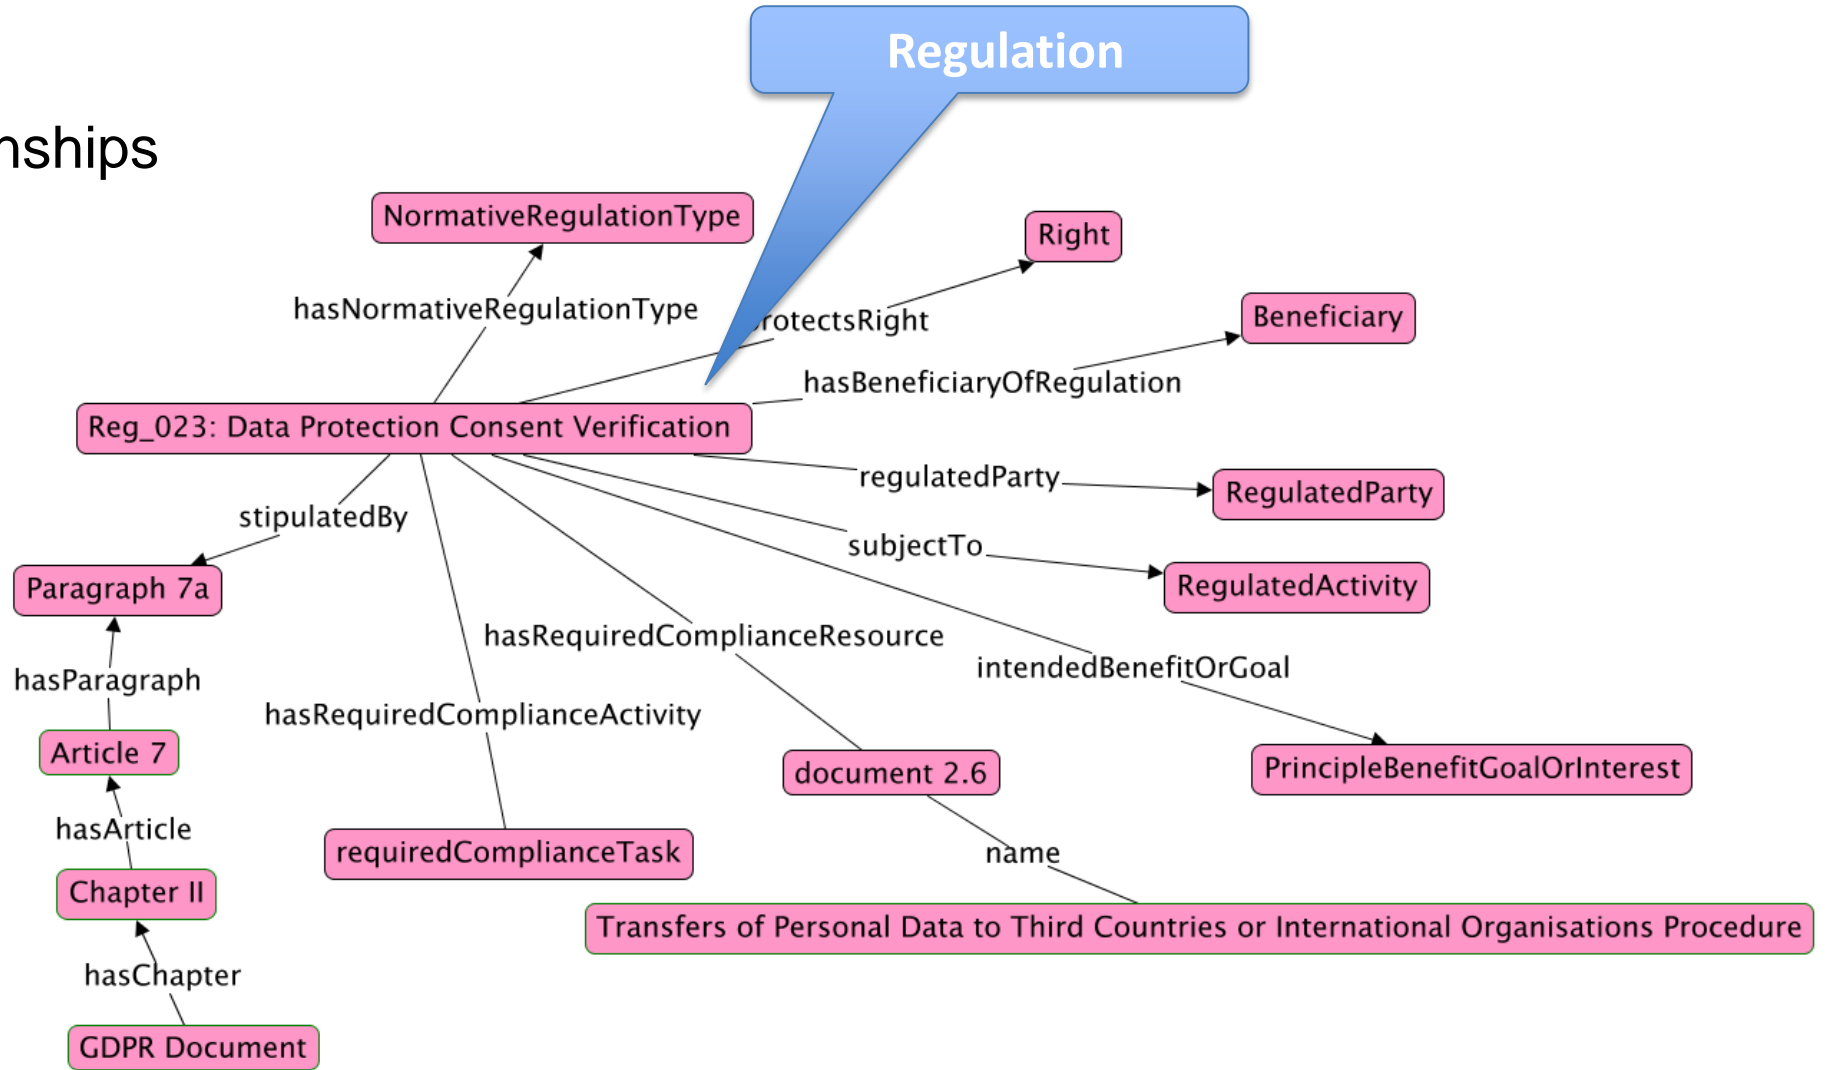 Regulation
nships
NormativeRegulationType
Right
hasNormativeRegulationType
rotectsRight
Beneficiary
hasBeneficiaryOfRegulation
Reg_023: Data Protection Consent Verification
regulatedParty
RegulatedParty
stipulatedBy
subjectTo
Paragraph 7a
RegulatedActivity
hasRequiredComplianceResource
intendedBenefitOrGoal
hasParagraph
hasRequiredComplianceActivity
Article 7
document 2.6
PrincipleBenefitGoalOrInterest
hasArticle
requiredComplianceTask
name
Chapter II
Transfers of Personal Data to Third Countries or International Organisations Procedure
hasChapter
GDPR Document